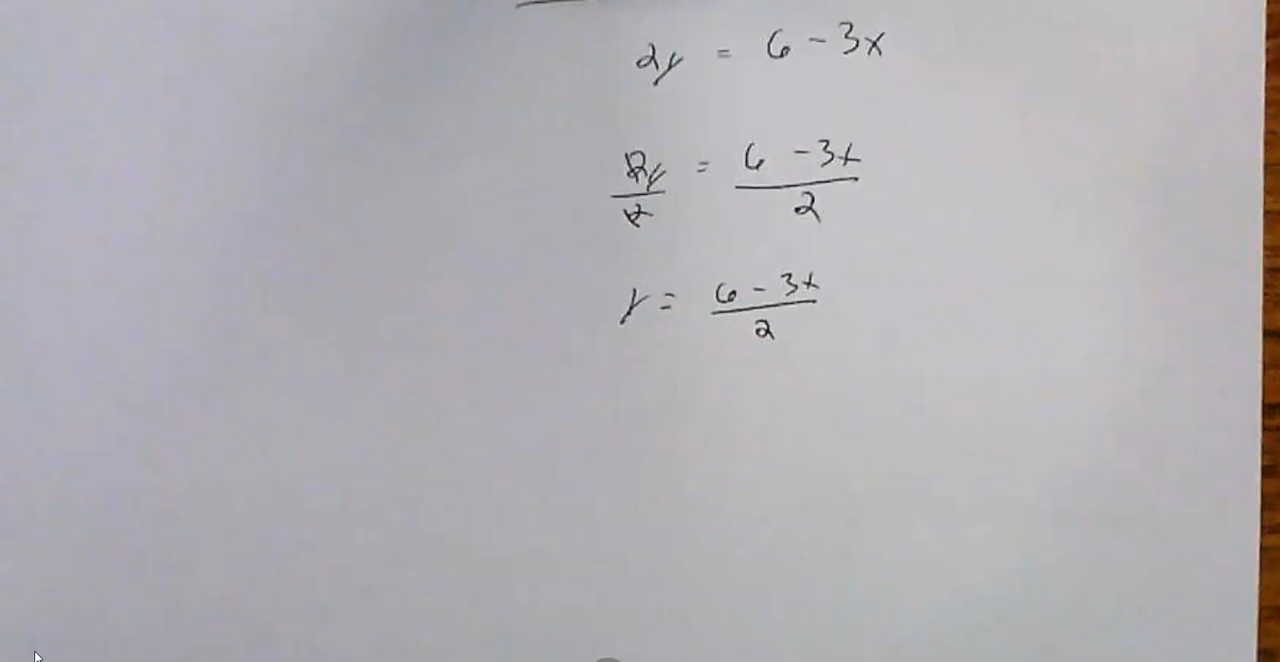 2y = 6 - 3x
2y/2 = 6 - 3x/2
y = 6 - 3x/2